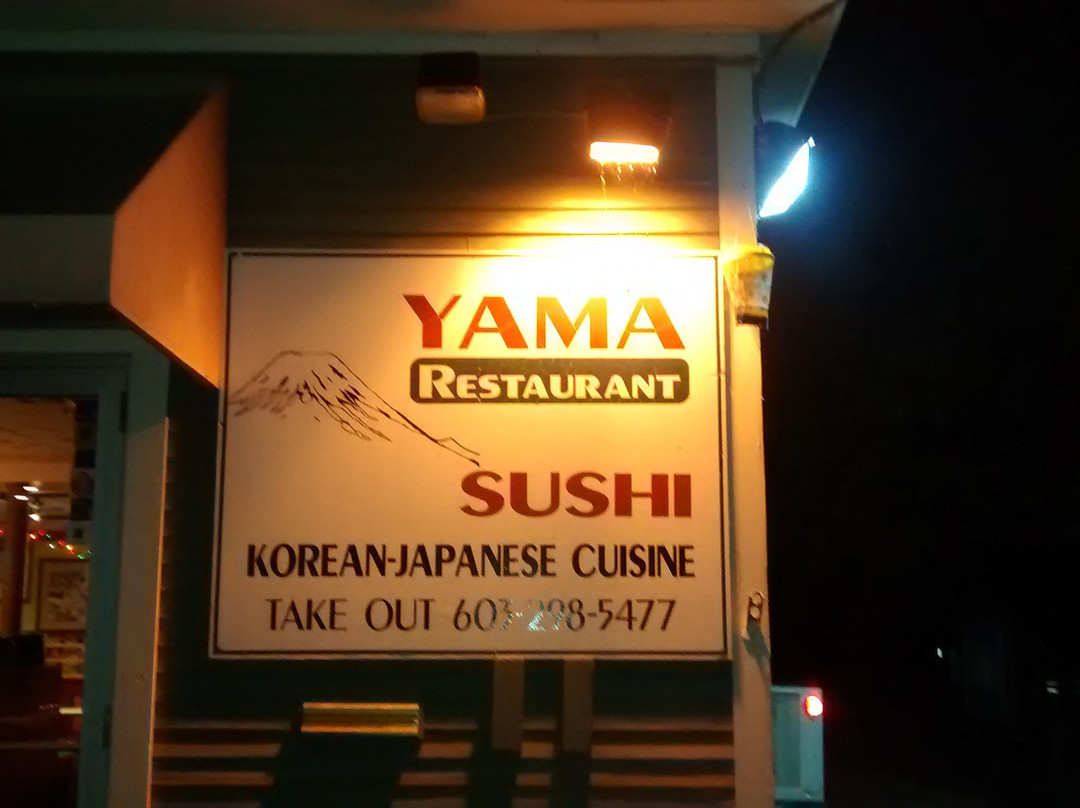 YAMA
RESTAURANT
SUSHI
KOREAN-JAPANESE CUISINE
TAKE OUT 603-298-5477